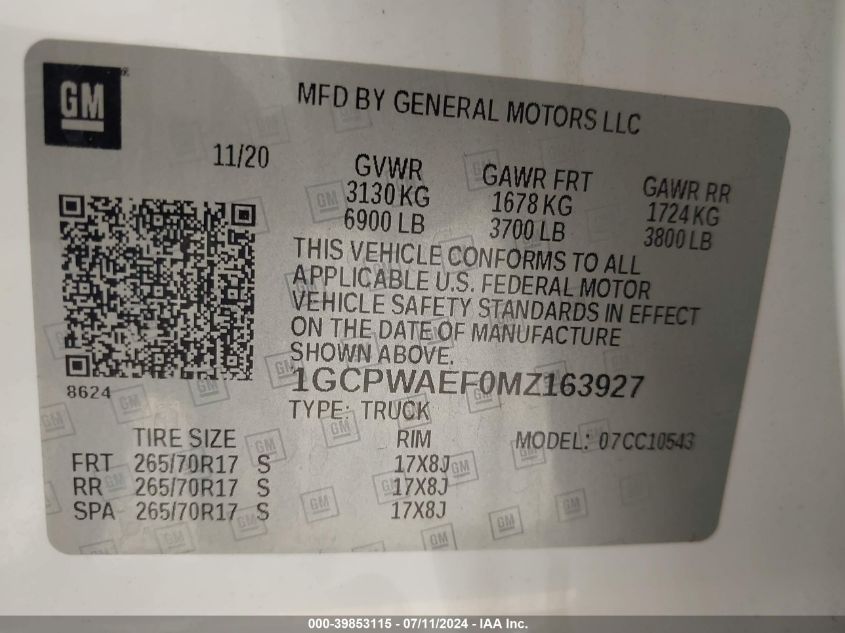 GM
MFD BY GENERAL MOTORS LLC
11/20
GVWR GAWR FRT GAWR RR
3130 KG 1678 KG 1724 KG
6900 LB 3700 LB 3800 LB
THIS VEHICLE CONFORMS TO ALL
APPLICABLE U.S. FEDERAL MOTOR
VEHICLE SAFETY STANDARDS IN EFFECT
ON THE DATE OF MANUFACTURE
SHOWN ABOVE.
8624
1GCPWAEF0MZ163927
TYPE: TRUCK
TIRE SIZE RIM MODEL: 07CC10543
FRT 265/70R17 S 17X8J
RR 265/70R17 S 17X8J
SPA 265/70R17 S 17X8J
000-39853115 - 07/11/2024 - IAA Inc.